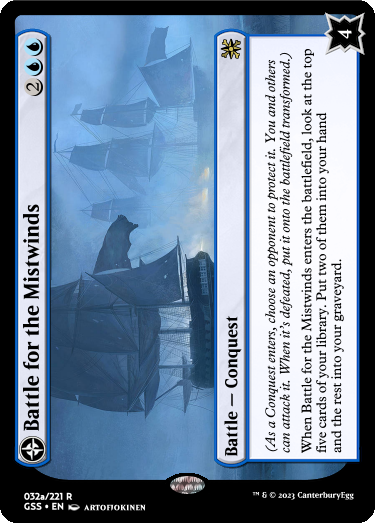 Battle for the Mistwinds
2
Battle — Conquest
(As a Conquest enters, choose an opponent to protect it. You and others
can attack it. When it's defeated, put it onto the battlefield transformed.)
When Battle for the Mistwinds enters the battlefield, look at the top
five cards of your library. Put two of them into your hand
and the rest into your graveyard.
4
032a/221 R
GSS • EN ARTOFJOKINEN
™ & © 2023 CanterburyEgg